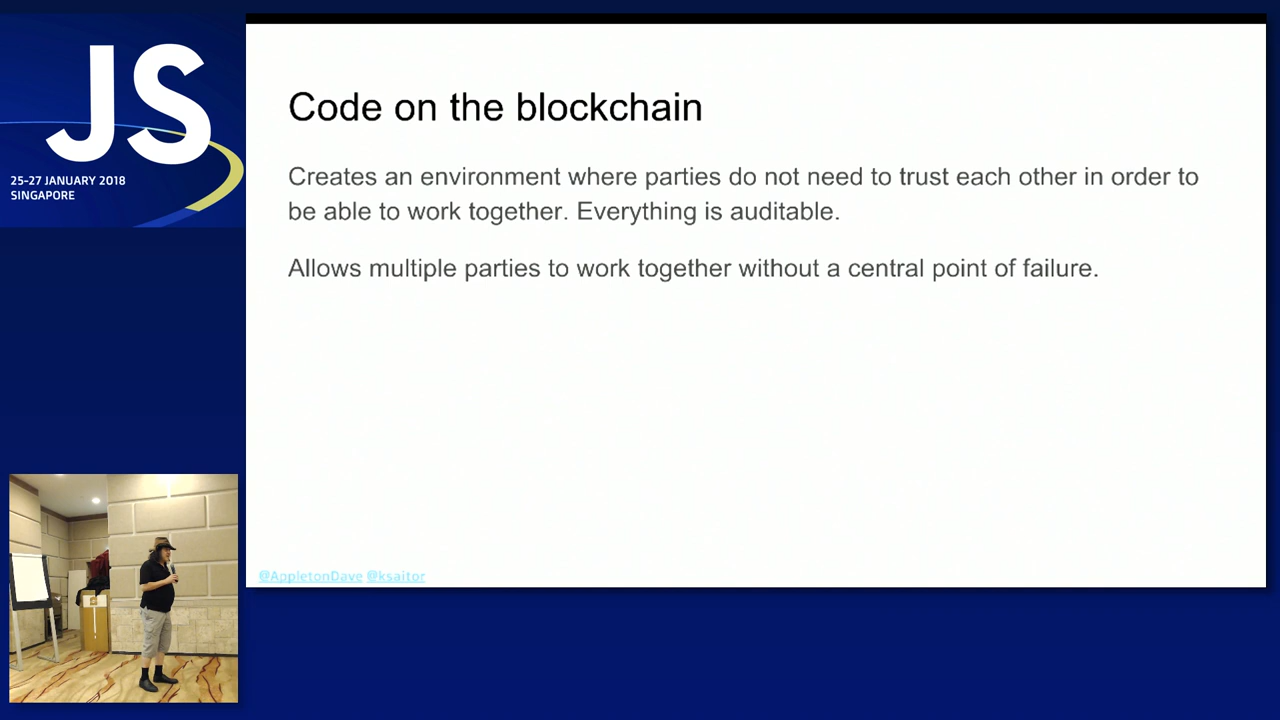 JS
25-27 JANUARY 2018
SINGAPORE
Code on the blockchain
Creates an environment where parties do not need to trust each other in order to
be able to work together. Everything is auditable.
Allows multiple parties to work together without a central point of failure.
@AppletonDave @ksaitor